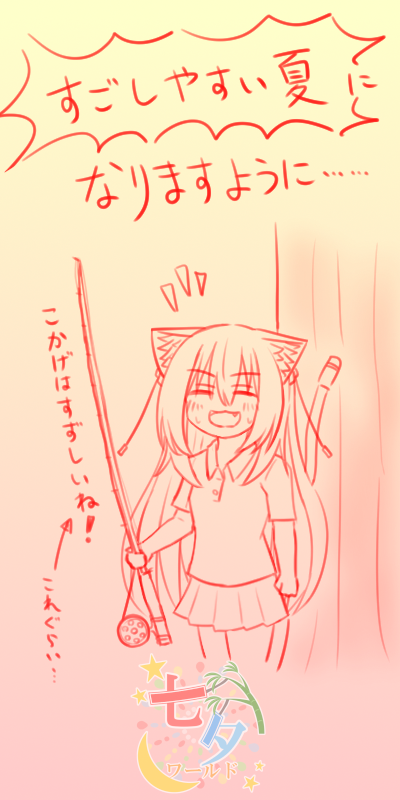 すごしやすい夏に
なりますように……
こかげはすずしいね!
これぐらい…
七夕
ワールド